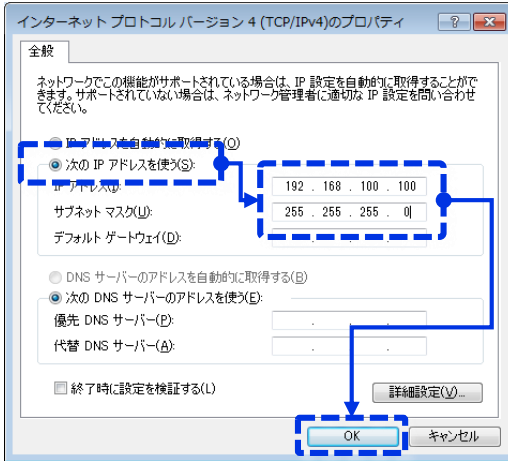 インターネット プロトコル バージョン 4 (TCP/IPv4)のプロパティ
全般
ネットワークでこの機能がサポートされている場合は、IP 設定を自動的に取得することがで
きます。サポートされていない場合は、ネットワーク管理者に適切な IP 設定を問い合わせ
てください。
IP アドレスを自動的に取得する(O)
次の IP アドレスを使う(S):
IP アドレス(I): 192 . 168 . 100 . 100
サブネット マスク(U): 255 . 255 . 255 . 0
デフォルト ゲートウェイ(D): . . .
DNS サーバーのアドレスを自動的に取得する(B)
次の DNS サーバーのアドレスを使う(E):
優先 DNS サーバー(P): . . .
代替 DNS サーバー(A): . . .
終了時に設定を検証する(L)
詳細設定(V)...
OK キャンセル